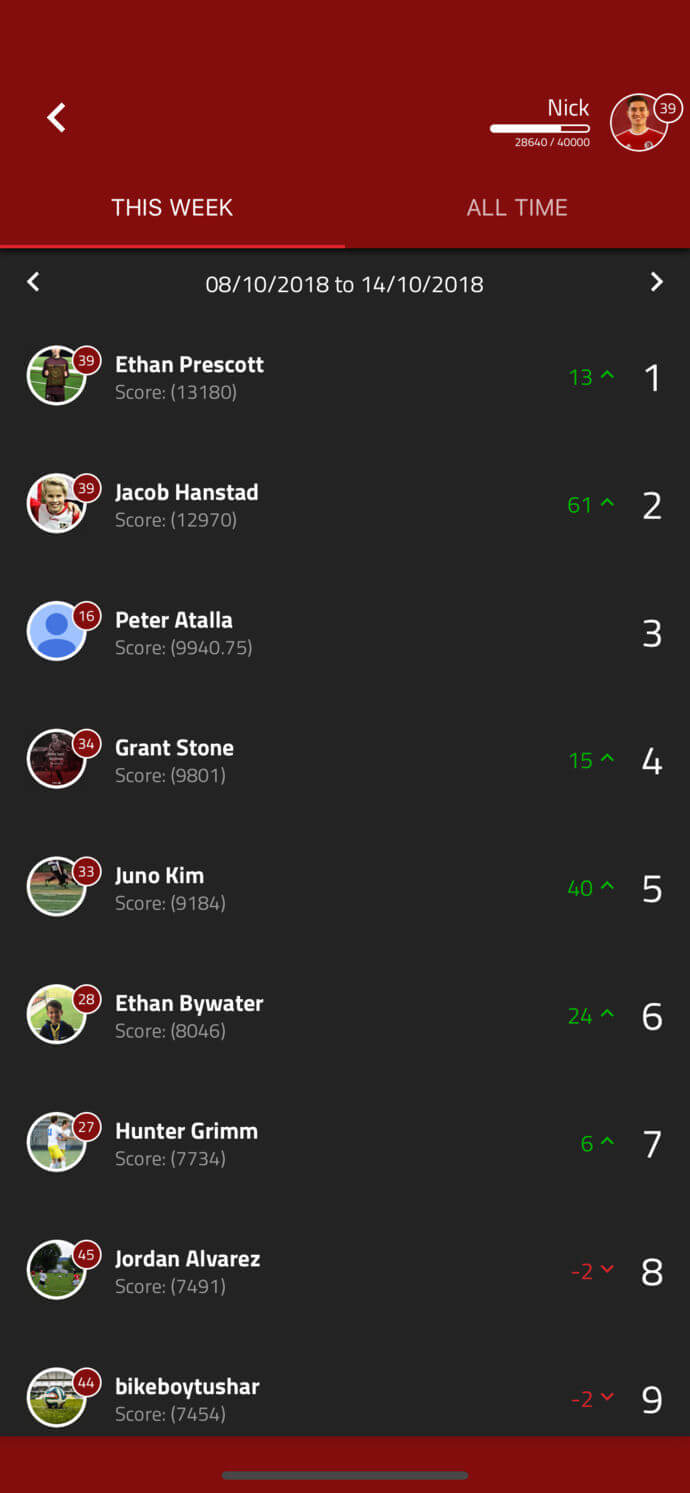 Nick
39
28640 / 40000
THIS WEEK
ALL TIME
08/10/2018 to 14/10/2018
39
Ethan Prescott
Score: (13180)
13
1
39
Jacob Hanstad
Score: (12970)
61
2
16
Peter Atalla
Score: (9940.75)
3
34
Grant Stone
Score: (9801)
15
4
33
Juno Kim
Score: (9184)
40
5
28
Ethan Bywater
Score: (8046)
24
6
27
Hunter Grimm
Score: (7734)
6
7
45
Jordan Alvarez
Score: (7491)
-2
8
44
bikeboytushar
Score: (7454)
-2
9